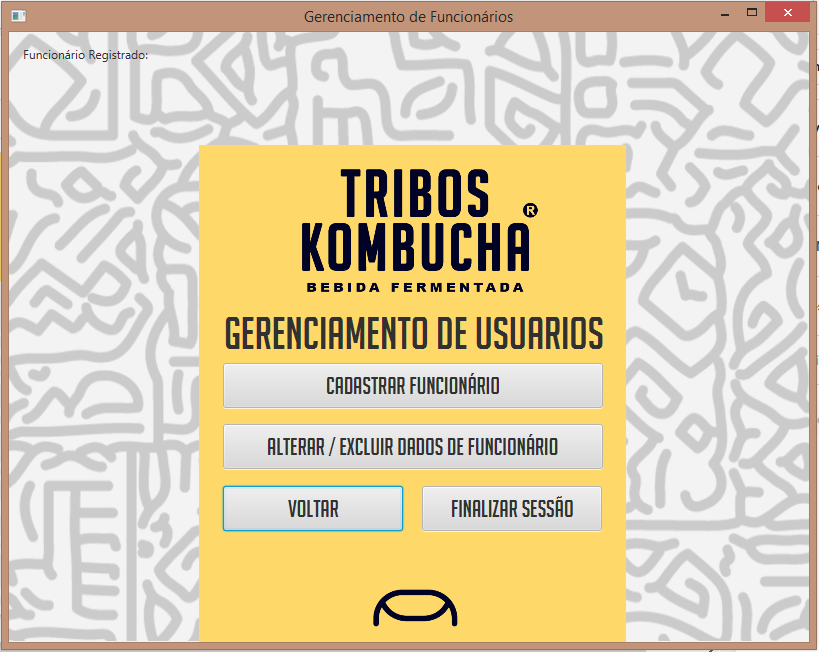 Gerenciamento de Funcionários
Funcionário Registrado:
TRIBOS
KOMBUCHA ®
BEBIDA FERMENTADA
GERENCIAMENTO DE USUARIOS
CADASTRAR FUNCIONÁRIO
ALTERAR / EXCLUIR DADOS DE FUNCIONÁRIO
VOLTAR
FINALIZAR SESSÃO